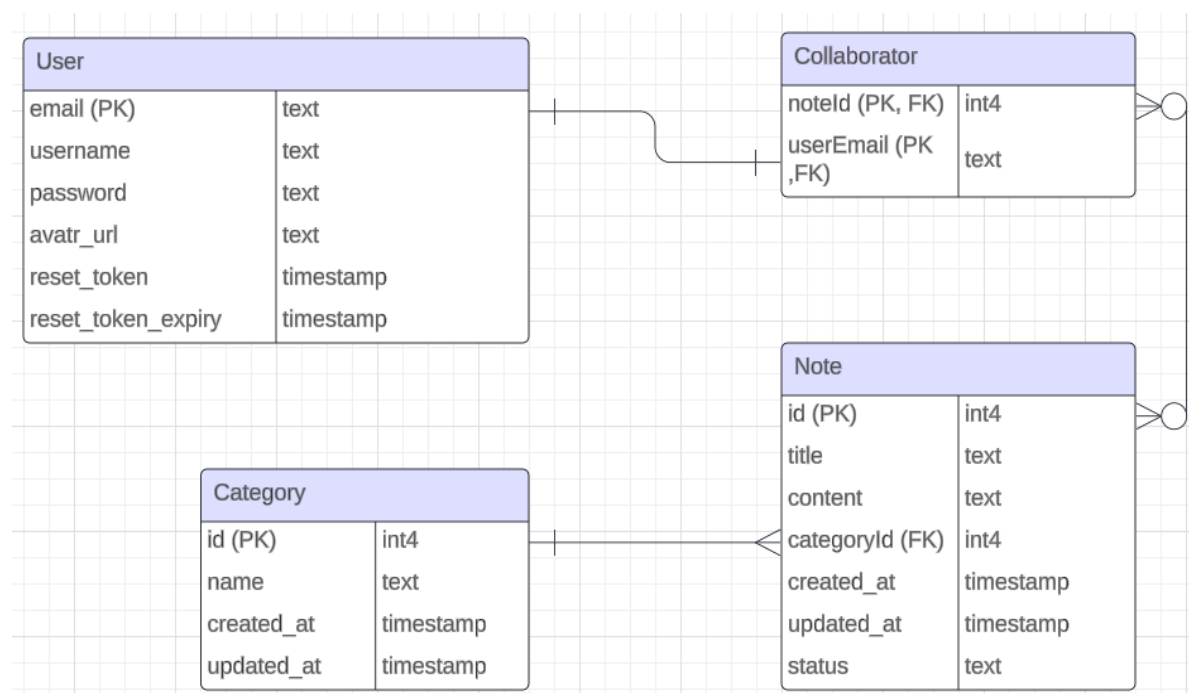 User
email (PK) text
username text
password text
avatr_url text
reset_token timestamp
reset_token_expiry timestamp
Collaborator
noteId (PK, FK) int4
userEmail (PK
,FK) text
Category
id (PK) int4
name text
created_at timestamp
updated_at timestamp
Note
id (PK) int4
title text
content text
categoryId (FK) int4
created_at timestamp
updated_at timestamp
status text